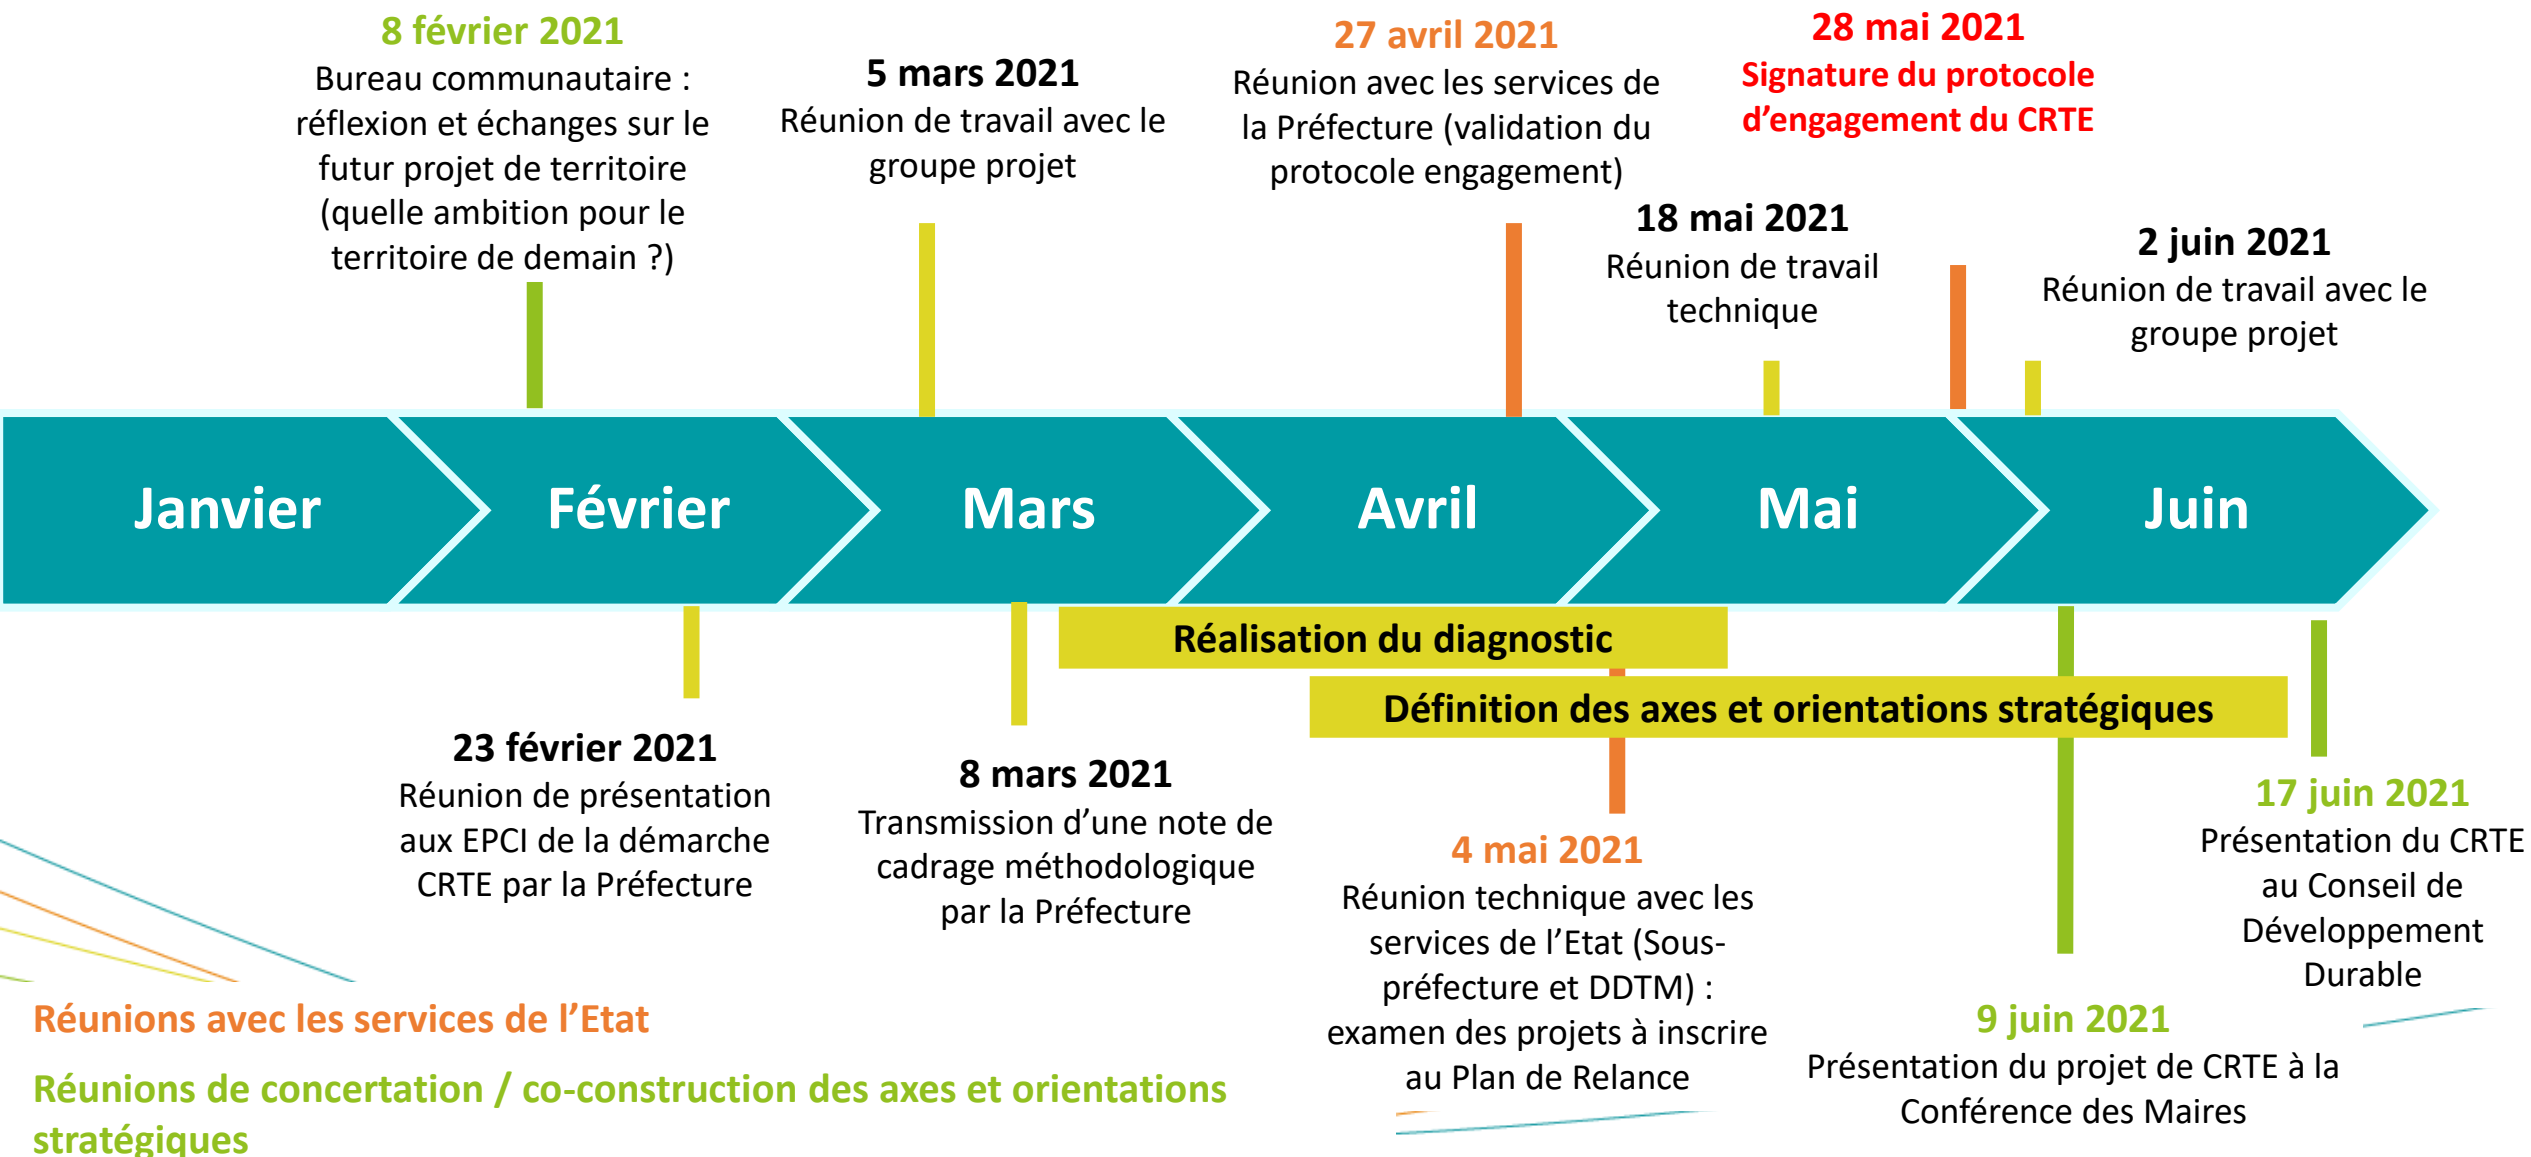 8 février 2021
Bureau communautaire :
réflexion et échanges sur le
futur projet de territoire
(quelle ambition pour le
territoire de demain ?)
5 mars 2021
Réunion de travail avec le
groupe projet
27 avril 2021
Réunion avec les services de
la Préfecture (validation du
protocole engagement)
28 mai 2021
Signature du protocole
d’engagement du CRTE
18 mai 2021
Réunion de travail
technique
2 juin 2021
Réunion de travail avec le
groupe projet
Janvier
Février
Mars
Avril
Mai
Juin
Réalisation du diagnostic
Définition des axes et orientations stratégiques
23 février 2021
Réunion de présentation
aux EPCI de la démarche
CRTE par la Préfecture
8 mars 2021
Transmission d’une note de
cadrage méthodologique
par la Préfecture
4 mai 2021
Réunion technique avec les
services de l’Etat (Sous-
préfecture et DDTM) :
examen des projets à inscrire
au Plan de Relance
9 juin 2021
Présentation du projet de CRTE à la
Conférence des Maires
17 juin 2021
Présentation du CRTE
au Conseil de
Développement
Durable
Réunions avec les services de l’Etat
Réunions de concertation / co-construction des axes et orientations
stratégiques